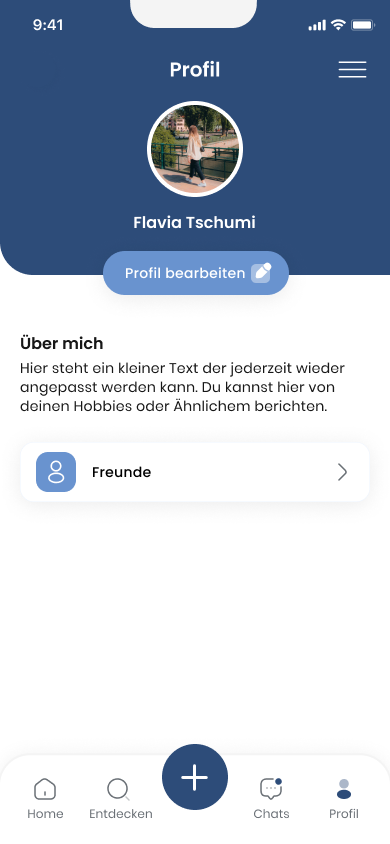 9:41
Profil
Flavia Tschumi
Profil bearbeiten
Über mich
Hier steht ein kleiner Text der jederzeit wieder
angepasst werden kann. Du kannst hier von
deinen Hobbies oder Ähnlichem berichten.
Freunde
Home
Entdecken
Chats
Profil